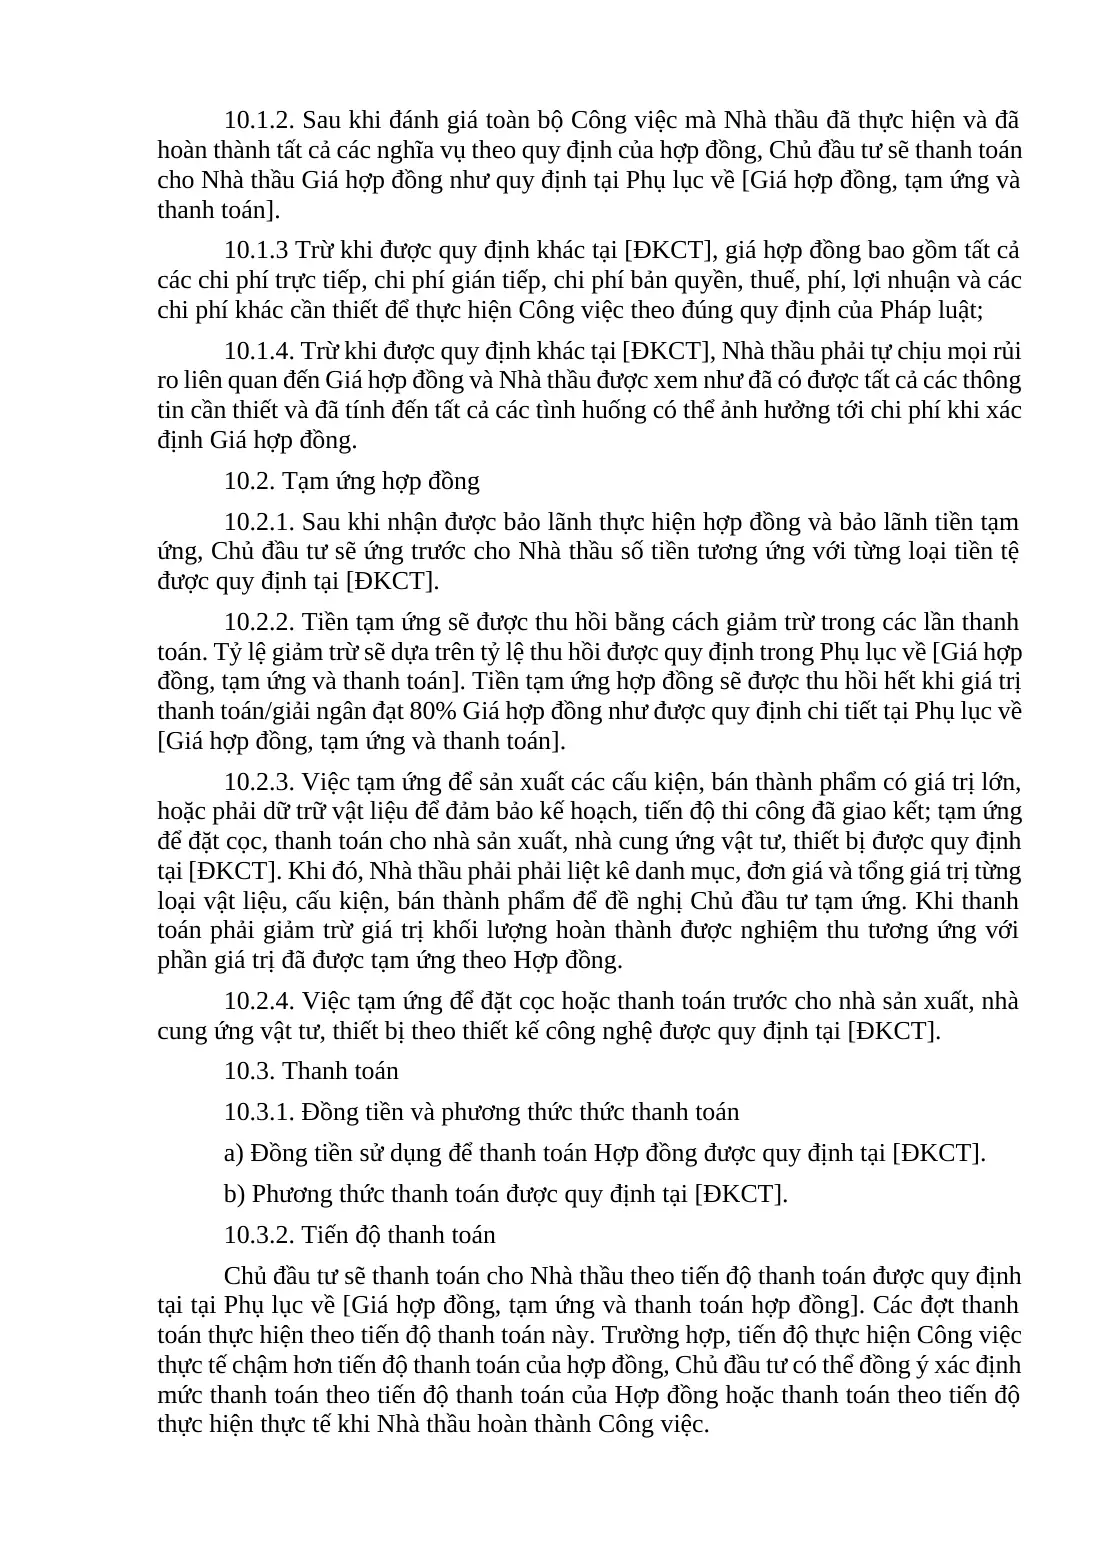 10.1.2. Sau khi đánh giá toàn bộ Công việc mà Nhà thầu đã thực hiện và đã
hoàn thành tất cả các nghĩa vụ theo quy định của hợp đồng, Chủ đầu tư sẽ thanh toán
cho Nhà thầu Giá hợp đồng như quy định tại Phụ lục về [Giá hợp đồng, tạm ứng và
thanh toán].
10.1.3 Trừ khi được quy định khác tại [ĐKCT], giá hợp đồng bao gồm tất cả
các chi phí trực tiếp, chi phí gián tiếp, chi phí bản quyền, thuế, phí, lợi nhuận và các
chi phí khác cần thiết để thực hiện Công việc theo đúng quy định của Pháp luật;
10.1.4. Trừ khi được quy định khác tại [ĐKCT], Nhà thầu phải tự chịu mọi rủi
ro liên quan đến Giá hợp đồng và Nhà thầu được xem như đã có được tất cả các thông
tin cần thiết và đã tính đến tất cả các tình huống có thể ảnh hưởng tới chi phí khi xác
định Giá hợp đồng.
10.2. Tạm ứng hợp đồng
10.2.1. Sau khi nhận được bảo lãnh thực hiện hợp đồng và bảo lãnh tiền tạm
ứng, Chủ đầu tư sẽ ứng trước cho Nhà thầu số tiền tương ứng với từng loại tiền tệ
được quy định tại [ĐKCT].
10.2.2. Tiền tạm ứng sẽ được thu hồi bằng cách giảm trừ trong các lần thanh
toán. Tỷ lệ giảm trừ sẽ dựa trên tỷ lệ thu hồi được quy định trong Phụ lục về [Giá hợp
đồng, tạm ứng và thanh toán]. Tiền tạm ứng hợp đồng sẽ được thu hồi hết khi giá trị
thanh toán/giải ngân đạt 80% Giá hợp đồng như được quy định chi tiết tại Phụ lục về
[Giá hợp đồng, tạm ứng và thanh toán].
10.2.3. Việc tạm ứng để sản xuất các cấu kiện, bán thành phẩm có giá trị lớn,
hoặc phải dữ trữ vật liệu để đảm bảo kế hoạch, tiến độ thi công đã giao kết; tạm ứng
để đặt cọc, thanh toán cho nhà sản xuất, nhà cung ứng vật tư, thiết bị được quy định
tại [ĐKCT]. Khi đó, Nhà thầu phải phải liệt kê danh mục, đơn giá và tổng giá trị từng
loại vật liệu, cấu kiện, bán thành phẩm để đề nghị Chủ đầu tư tạm ứng. Khi thanh
toán phải giảm trừ giá trị khối lượng hoàn thành được nghiệm thu tương ứng với
phần giá trị đã được tạm ứng theo Hợp đồng.
10.2.4. Việc tạm ứng để đặt cọc hoặc thanh toán trước cho nhà sản xuất, nhà
cung ứng vật tư, thiết bị theo thiết kế công nghệ được quy định tại [ĐKCT].
10.3. Thanh toán
10.3.1. Đồng tiền và phương thức thức thanh toán
a) Đồng tiền sử dụng để thanh toán Hợp đồng được quy định tại [ĐKCT].
b) Phương thức thanh toán được quy định tại [ĐKCT].
10.3.2. Tiến độ thanh toán
Chủ đầu tư sẽ thanh toán cho Nhà thầu theo tiến độ thanh toán được quy định
tại tại Phụ lục về [Giá hợp đồng, tạm ứng và thanh toán hợp đồng]. Các đợt thanh
toán thực hiện theo tiến độ thanh toán này. Trường hợp, tiến độ thực hiện Công việc
thực tế chậm hơn tiến độ thanh toán của hợp đồng, Chủ đầu tư có thể đồng ý xác định
mức thanh toán theo tiến độ thanh toán của Hợp đồng hoặc thanh toán theo tiến độ
thực hiện thực tế khi Nhà thầu hoàn thành Công việc.